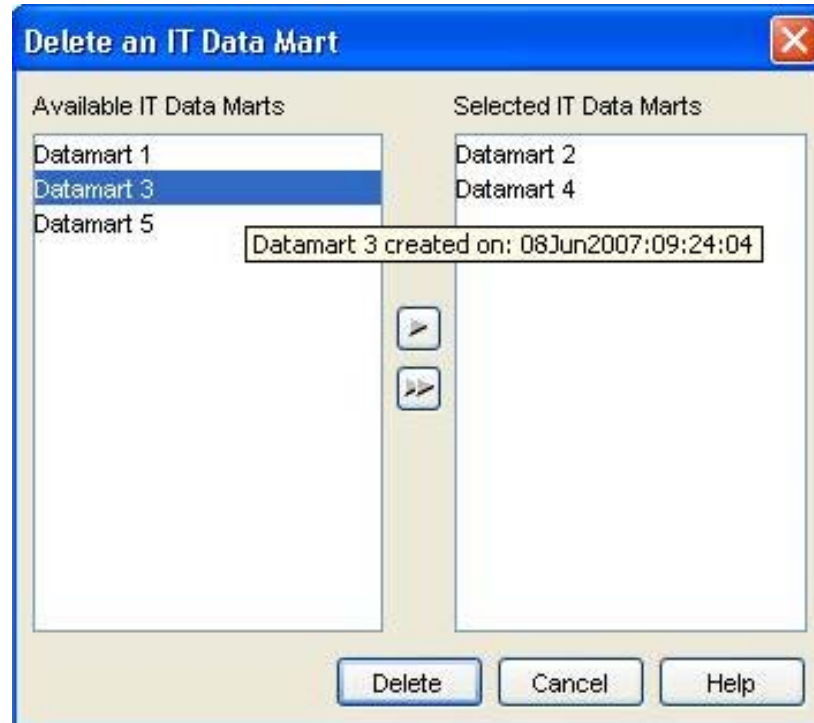 Delete an IT Data Mart
Available IT Data Marts
Selected IT Data Marts
Datamart 1
Datamart 3
Datamart 5
Datamart 2
Datamart 4
Datamart 3 created on: 08Jun2007:09:24:04
Delete
Cancel
Help